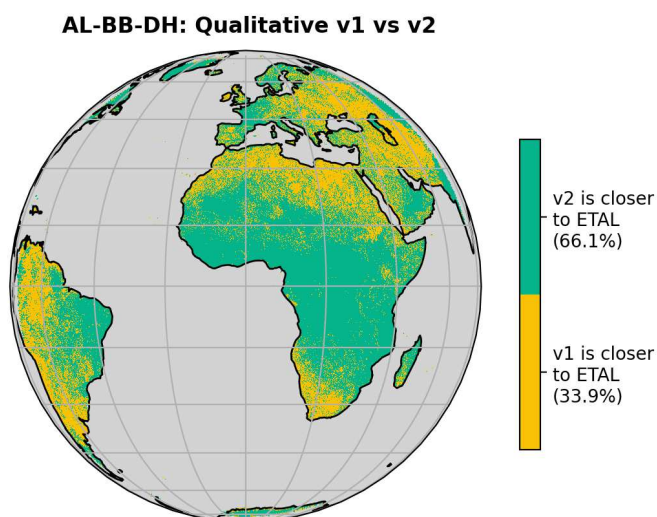 AL-BB-DH: Qualitative v1 vs v2
v2 is closer
to ETAL
(66.1%)
v1 is closer
to ETAL
(33.9%)